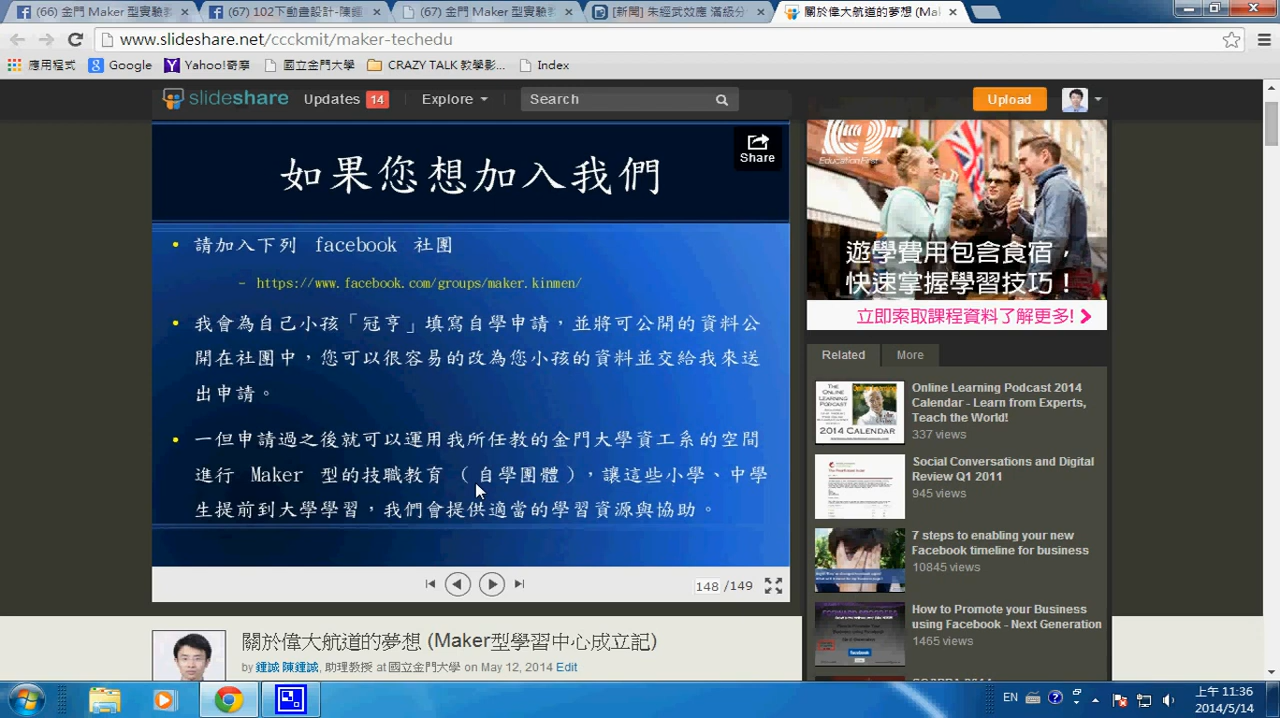 (66) 金門 Maker 型實驗教
(67) 102下動畫設計-陳鍾
(67) 金門 Maker 型實驗教
[新聞] 朱經武效應 滿級分
關於偉大航道的夢想 (Mak
www.slideshare.net/ccckmit/maker-techedu
應用程式 Google Yahoo!奇摩 國立金門大學 CRAZY TALK 教學影... Index
slideshare Updates 14 Explore Search Upload
如果您想加入我們
Share
• 請加入下列 facebook 社團
– https://www.facebook.com/groups/maker.kinmen/
• 我會為自己小孩「冠亨」填寫自學申請，並將可公開的資料公
開在社團中，您可以很容易的改為您小孩的資料並交給我來送
出申請。
• 一但申請過了後就可以運用我所任教的金門大學資工系的空間
進行 Maker 型的技職教育 (自學團體) 讓這些小學、中學
生提前到大學學習，我們會提供適當的學習資源與協助。
148 /149
關於偉大航道的夢想(Maker型學習中心成立記)
by 鍾誠 陳鍾誠, 助理教授 at 國立金門大學 on May 12, 2014 Edit
Education First
遊學費用包含食宿，
快速掌握學習技巧！
立即索取課程資料了解更多!
Related More
THE ONLINE LEARNING PODCAST
2014 CALENDAR
Online Learning Podcast 2014
Calendar - Learn from Experts,
Teach the World!
337 views
Social Conversations and Digital
Review Q1 2011
945 views
7 steps to enabling your new
Facebook timeline for business
10845 views
How to Promote your Business
using Facebook - Next Generation
1465 views
EN
上午 11:36
2014/5/14